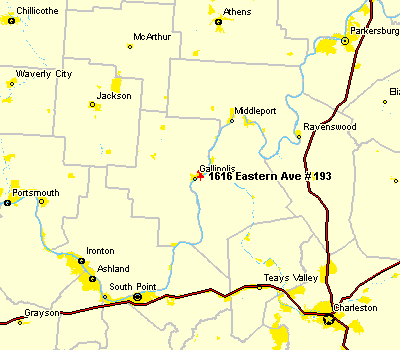 Chillicothe
Athens
Parkersburg
McArthur
Waverly City
Jackson
Middleport
Ravenswood
Gallipolis
1616 Eastern Ave # 193
Portsmouth
Ironton
Ashland
South Point
Teays Valley
Grayson
Charleston